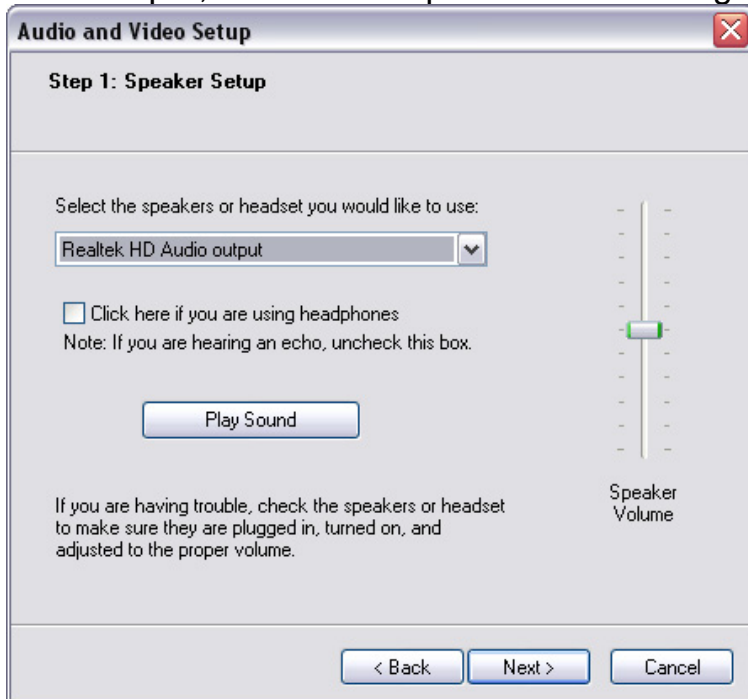 Audio and Video Setup
Step 1: Speaker Setup
Select the speakers or headset you would like to use:
Realtek HD Audio output
Click here if you are using headphones
Note: If you are hearing an echo, uncheck this box.
Play Sound
If you are having trouble, check the speakers or headset
to make sure they are plugged in, turned on, and
adjusted to the proper volume.
Speaker
Volume
< Back
Next >
Cancel